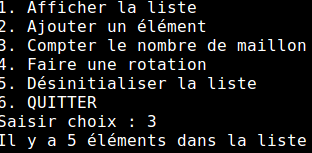 1. Afficher la liste
2. Ajouter un élément
3. Compter le nombre de maillon
4. Faire une rotation
5. Désinitialiser la liste
6. QUITTER
Saisir choix : 3
Il y a 5 éléments dans la liste